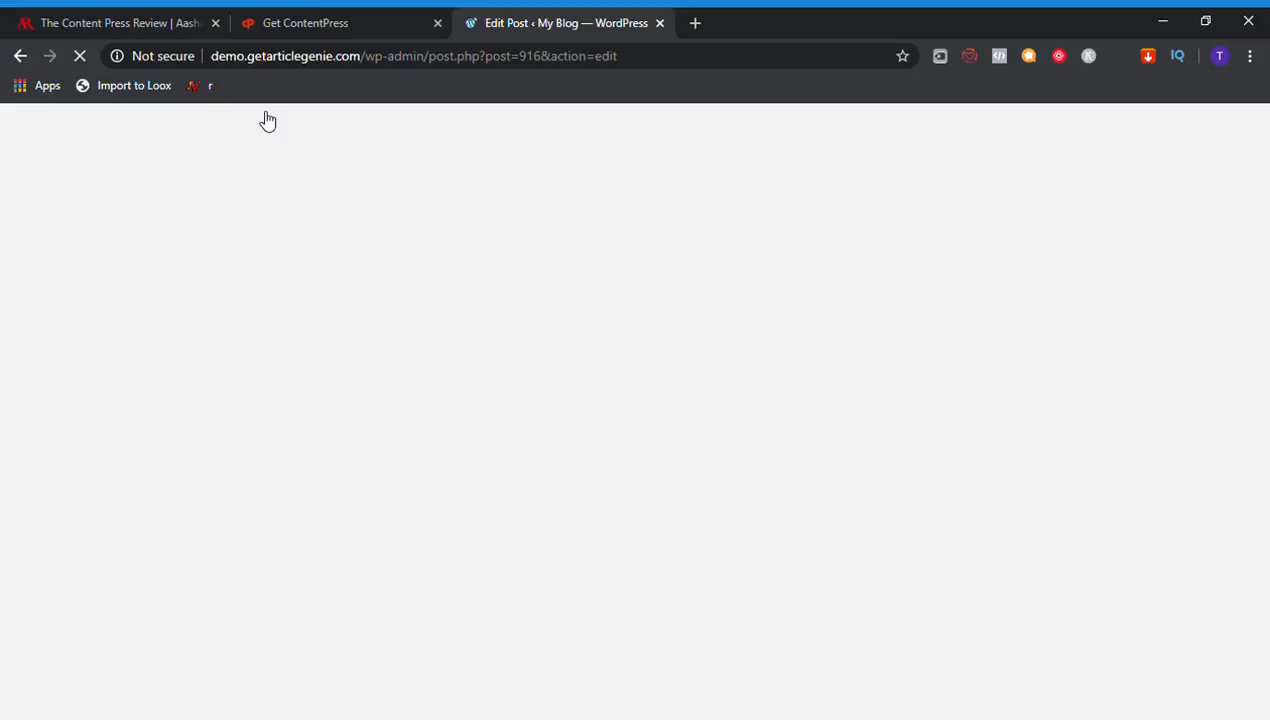 The Content Press Review | Aash
Get ContentPress
Edit Post ‹ My Blog — WordPress
Not secure
demo.getarticlegenie.com/wp-admin/post.php?post=916&action=edit
IQ
T
Apps
Import to Loox
r